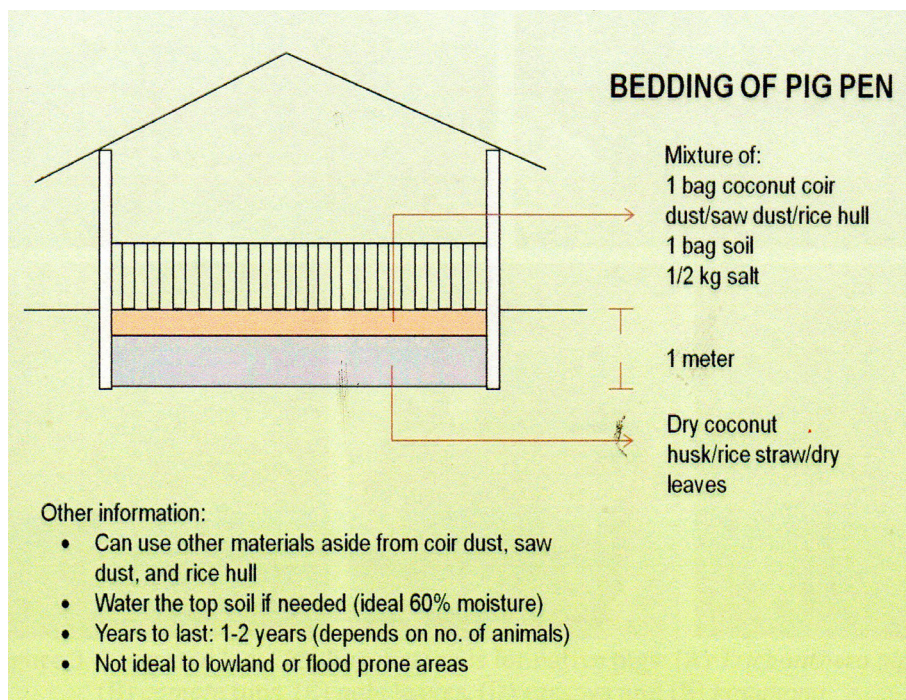 BEDDING OF PIG PEN
Mixture of:
1 bag coconut coir
dust/saw dust/rice hull
1 bag soil
1/2 kg salt
1 meter
Dry coconut
husk/rice straw/dry
leaves
Other information:
• Can use other materials aside from coir dust, saw
dust, and rice hull
• Water the top soil if needed (ideal 60% moisture)
• Years to last: 1-2 years (depends on no. of animals)
• Not ideal to lowland or flood prone areas